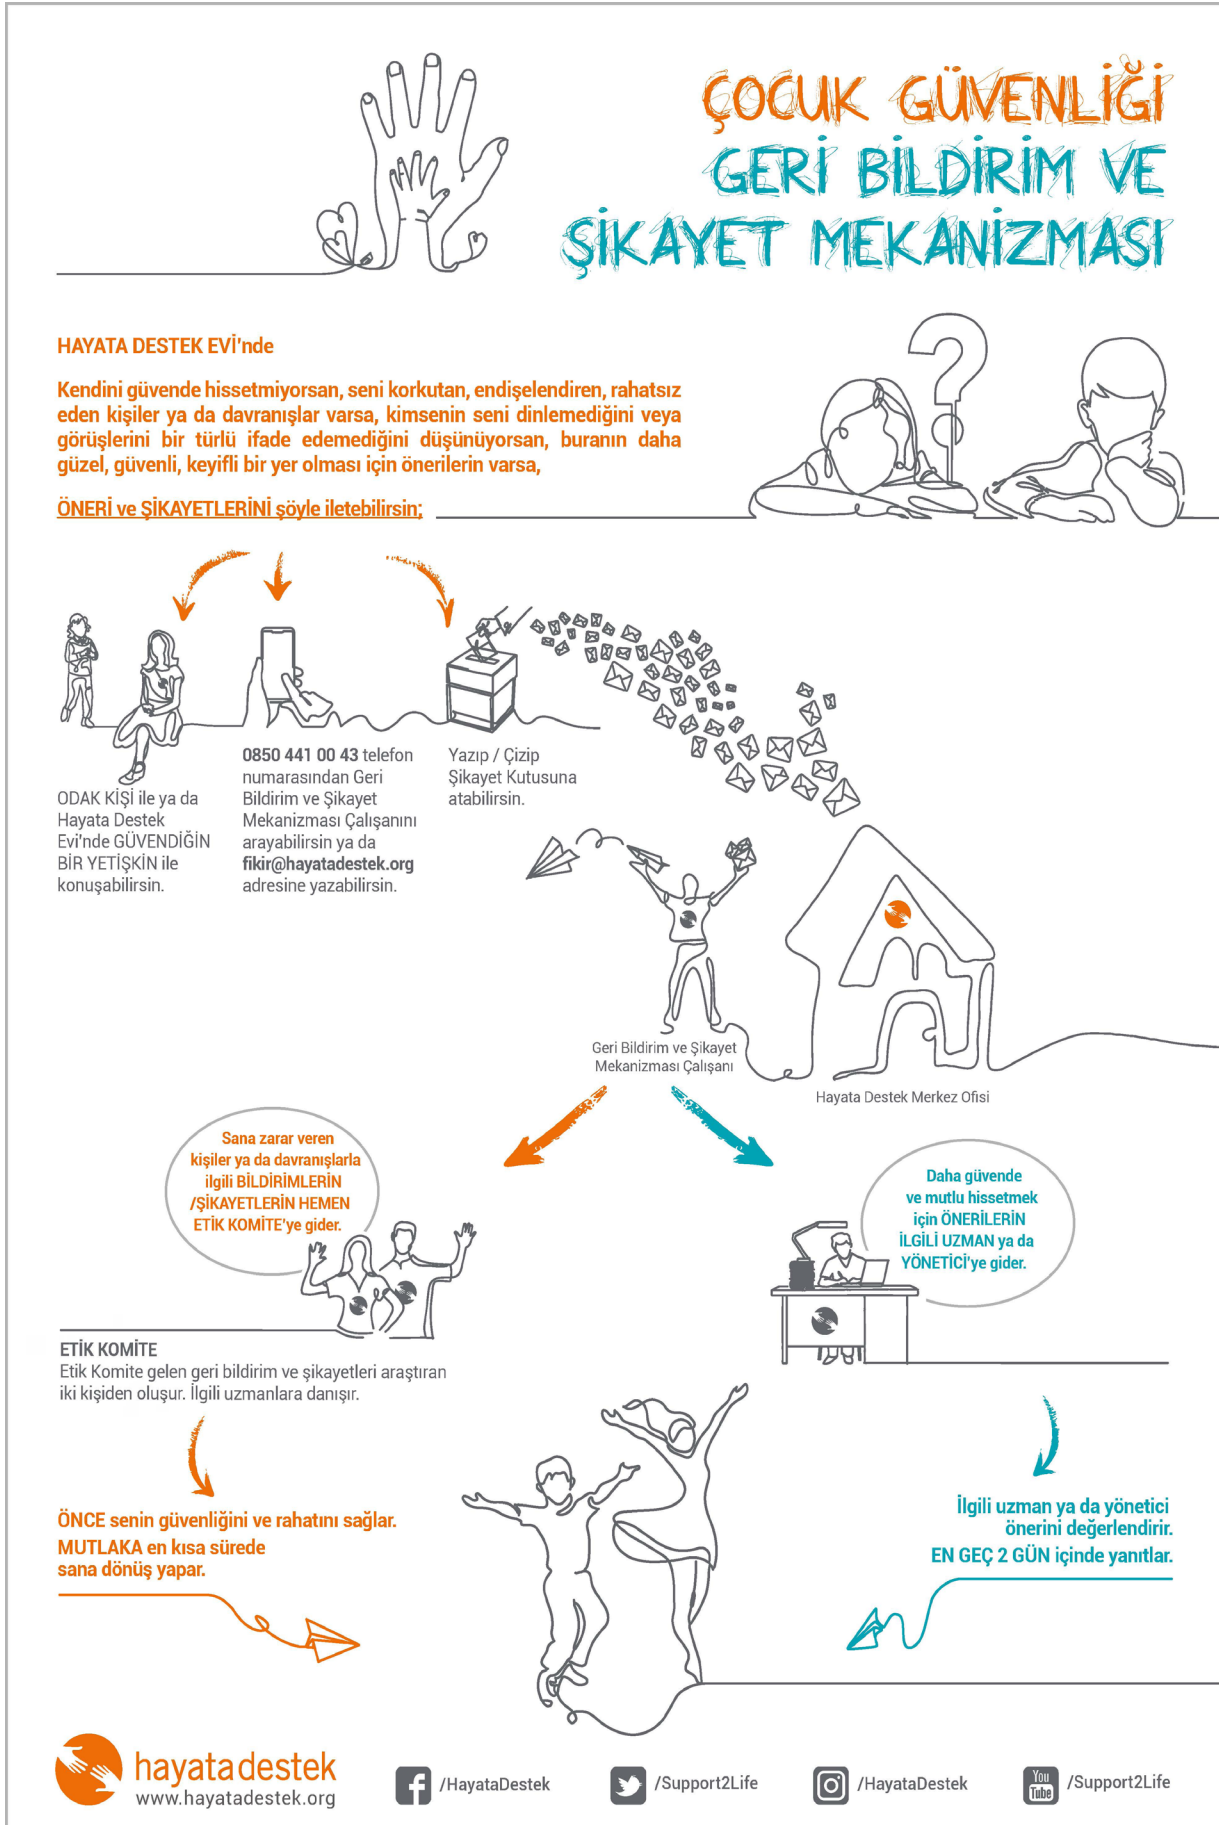 ÇOCUK GÜVENLİĞİ
GERİ BİLDİRİM VE
ŞİKAYET MEKANİZMASI
HAYATA DESTEK EVİ'nde
Kendini güvende hissetmiyorsan, seni korkutan, endişelendiren, rahatsız
eden kişiler ya da davranışlar varsa, kimsenin seni dinlemediğini veya
görüşlerini bir türlü ifade edemediğini düşünüyorsan, buranın daha
güzel, güvenli, keyifli bir yer olması için önerilerin varsa,
ÖNERİ ve ŞİKAYETLERİNİ şöyle iletebilirsin;
ODAK KİŞİ ile ya da
Hayata Destek
Evi'nde GÜVENDİĞİN
BİR YETİŞKİN ile
konuşabilirsin.
0850 441 00 43 telefon
numarasından Geri
Bildirim ve Şikayet
Mekanizması Çalışanını
arayabilirsin ya da
fikir@hayatadestek.org
adresine yazabilirsin.
Yazıp / Çizip
Şikayet Kutusuna
atabilirsin.
Geri Bildirim ve Şikayet
Mekanizması Çalışanı
Hayata Destek Merkez Ofisi
Sana zarar veren
kişiler ya da davranışlarla
ilgili BİLDİRİMLERİN
/ŞİKAYETLERİN HEMEN
ETİK KOMİTE'ye gider.
Daha güvende
ve mutlu hissetmek
için ÖNERİLERİN
İLGİLİ UZMAN ya da
YÖNETİCİ'ye gider.
ETİK KOMİTE
Etik Komite gelen geri bildirim ve şikayetleri araştıran
iki kişiden oluşur. İlgili uzmanlara danışır.
ÖNCE senin güvenliğini ve rahatını sağlar.
MUTLAKA en kısa sürede
sana dönüş yapar.
İlgili uzman ya da yönetici
önerini değerlendirir.
EN GEÇ 2 GÜN içinde yanıtlar.
hayatadestek
www.hayatadestek.org
/HayataDestek
/Support2Life
/HayataDestek
You
Tube
/Support2Life